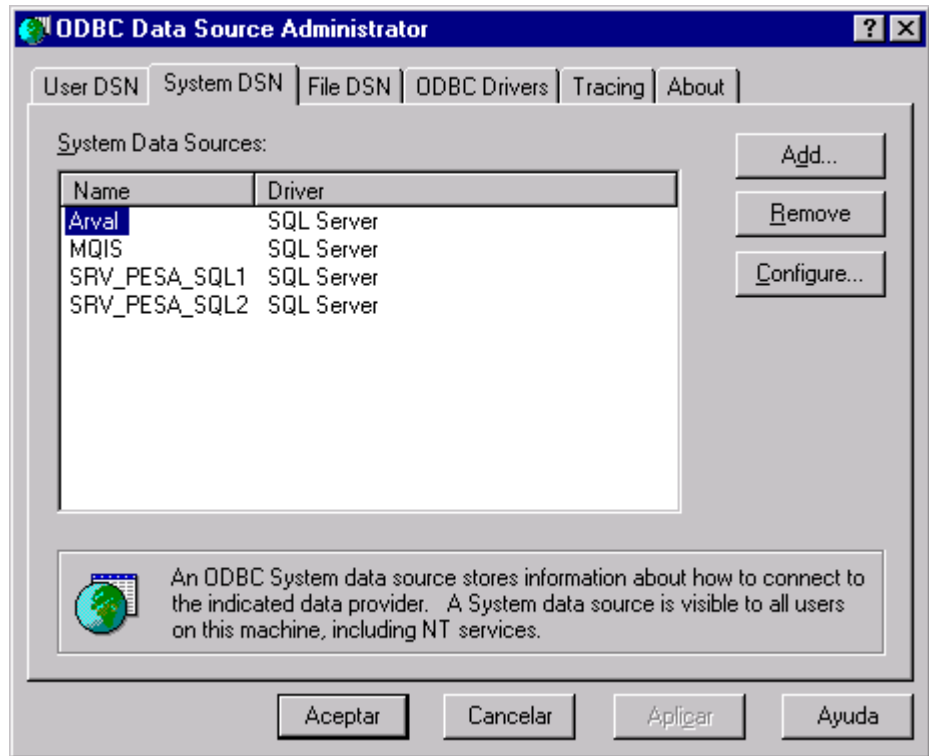 ODBC Data Source Administrator
User DSN System DSN File DSN ODBC Drivers Tracing About
System Data Sources:
Add...
Name Driver
Arval SQL Server
Remove
MQIS SQL Server
SRV_PESA_SQL1 SQL Server
Configure...
SRV_PESA_SQL2 SQL Server
An ODBC System data source stores information about how to connect to
the indicated data provider. A System data source is visible to all users
on this machine, including NT services.
Aceptar Cancelar Aplicar Ayuda